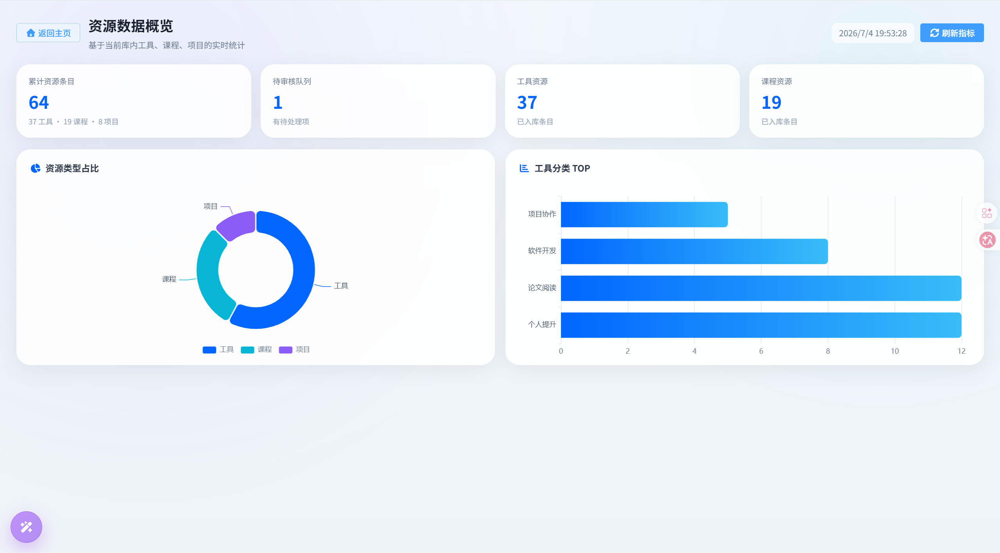 返回主页
资源数据概览
基于当前库内工具、课程、项目的实时统计
2026/7/4 19:53:28
刷新指标
累计资源条目
64
37 工具 • 19 课程 • 8 项目
待审核队列
1
有待处理项
工具资源
37
已入库条目
课程资源
19
已入库条目
资源类型占比
项目
课程
工具
工具
课程
项目
工具分类 TOP
项目协作
软件开发
论文阅读
个人提升
0 2 4 6 8 10 12